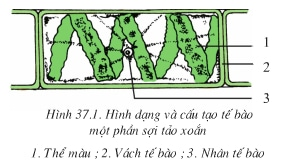 1
2
3
Hình 37.1. Hình dạng và cấu tạo tế bào
một phần sợi tảo xoắn
1. Thể màu ; 2. Vách tế bào ; 3. Nhân tế bào